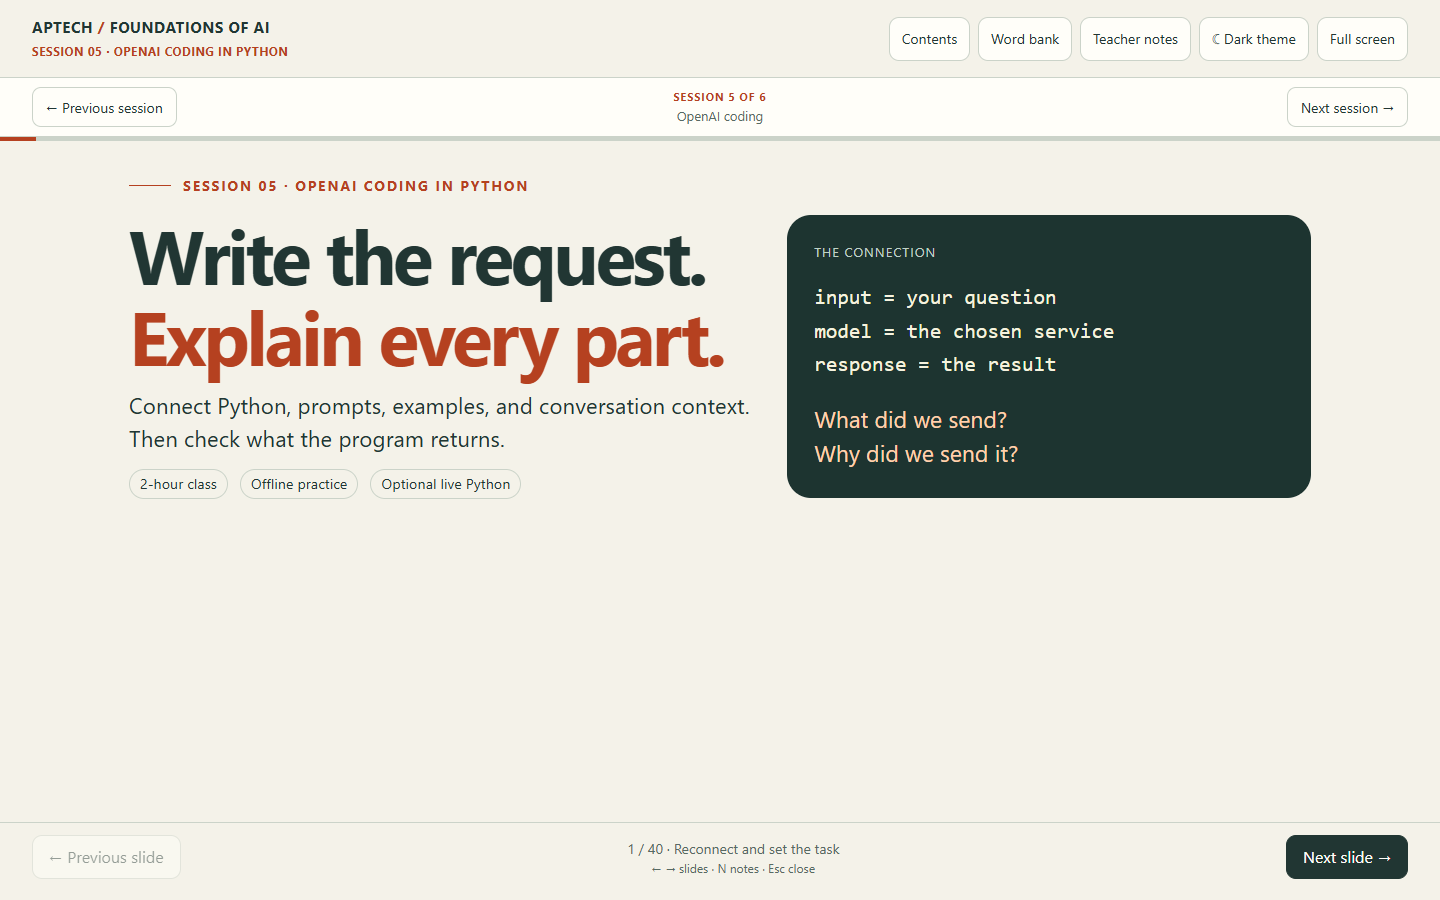 APTECH / FOUNDATIONS OF AI
SESSION 05 · OPENAI CODING IN PYTHON
Contents
Word bank
Teacher notes
☾ Dark theme
Full screen
← Previous session
SESSION 5 OF 6
OpenAI coding
Next session →
SESSION 05 · OPENAI CODING IN PYTHON
Write the request.
Explain every part.
Connect Python, prompts, examples, and conversation context.
Then check what the program returns.
2-hour class
Offline practice
Optional live Python
THE CONNECTION
input = your question
model = the chosen service
response = the result
What did we send?
Why did we send it?
← Previous slide
1 / 40 · Reconnect and set the task
← → slides · N notes · Esc close
Next slide →